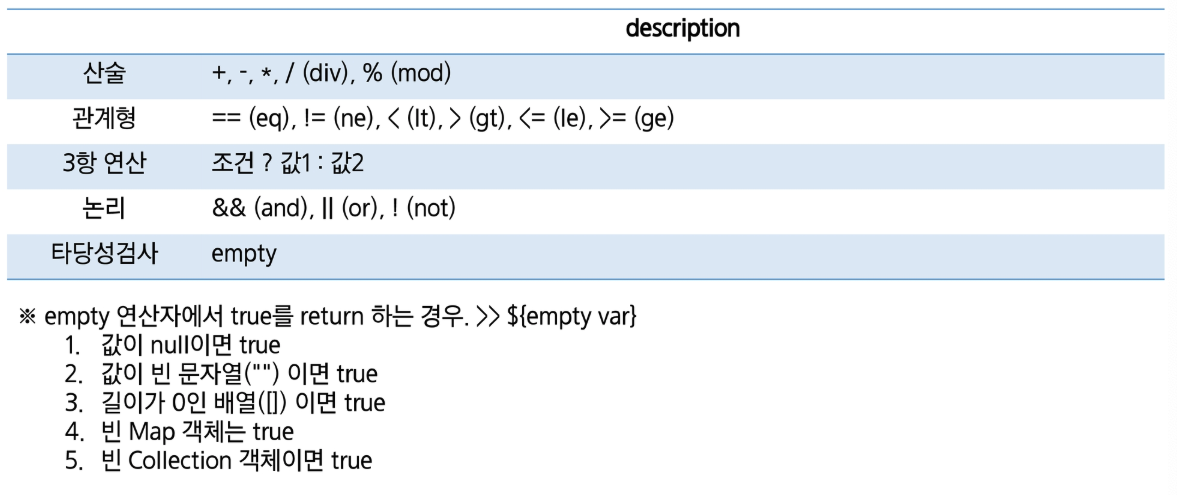 description
산술 +, -, *, / (div), % (mod)
관계형 == (eq), != (ne), < (lt), > (gt), <= (le), >= (ge)
3항 연산 조건 ? 값1 : 값2
논리 && (and), || (or), ! (not)
타당성검사 empty
※ empty 연산자에서 true를 return 하는 경우. >> ${empty var}
1. 값이 null이면 true
2. 값이 빈 문자열("") 이면 true
3. 길이가 0인 배열([]) 이면 true
4. 빈 Map 객체는 true
5. 빈 Collection 객체이면 true